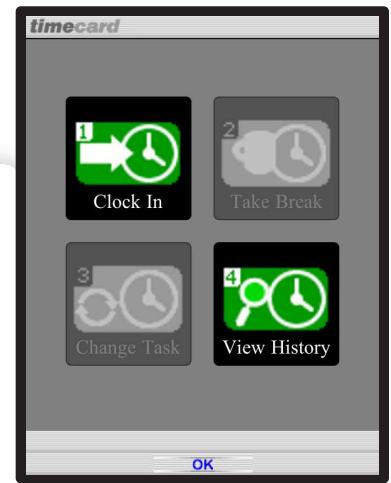 timecard
1
Clock In
2
Take Break
3
Change Task
4
View History
OK